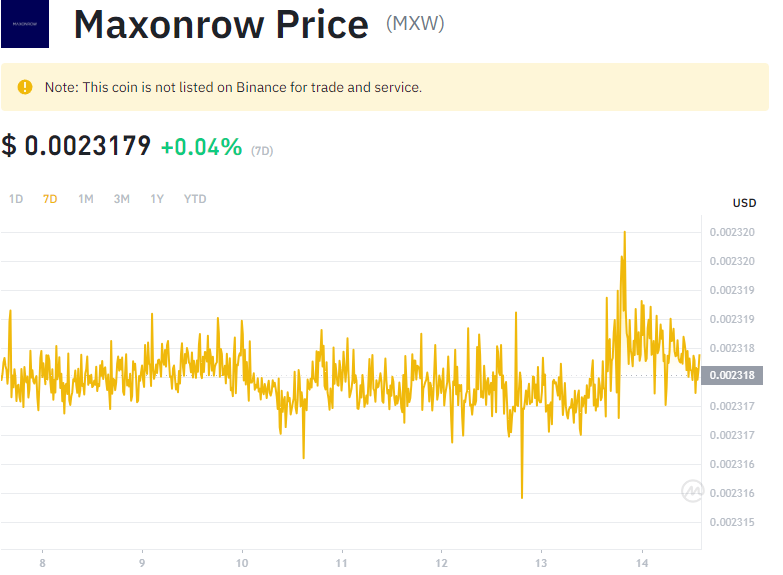 MAXONROW
Maxonrow Price (MXW)
Note: This coin is not listed on Binance for trade and service.
$ 0.0023179 +0.04% (7D)
1D 7D 1M 3M 1Y YTD
USD
0.002320
0.002320
0.002319
0.002319
0.002318
0.002318
0.002317
0.002317
0.002316
0.002316
0.002315
8 9 10 11 12 13 14